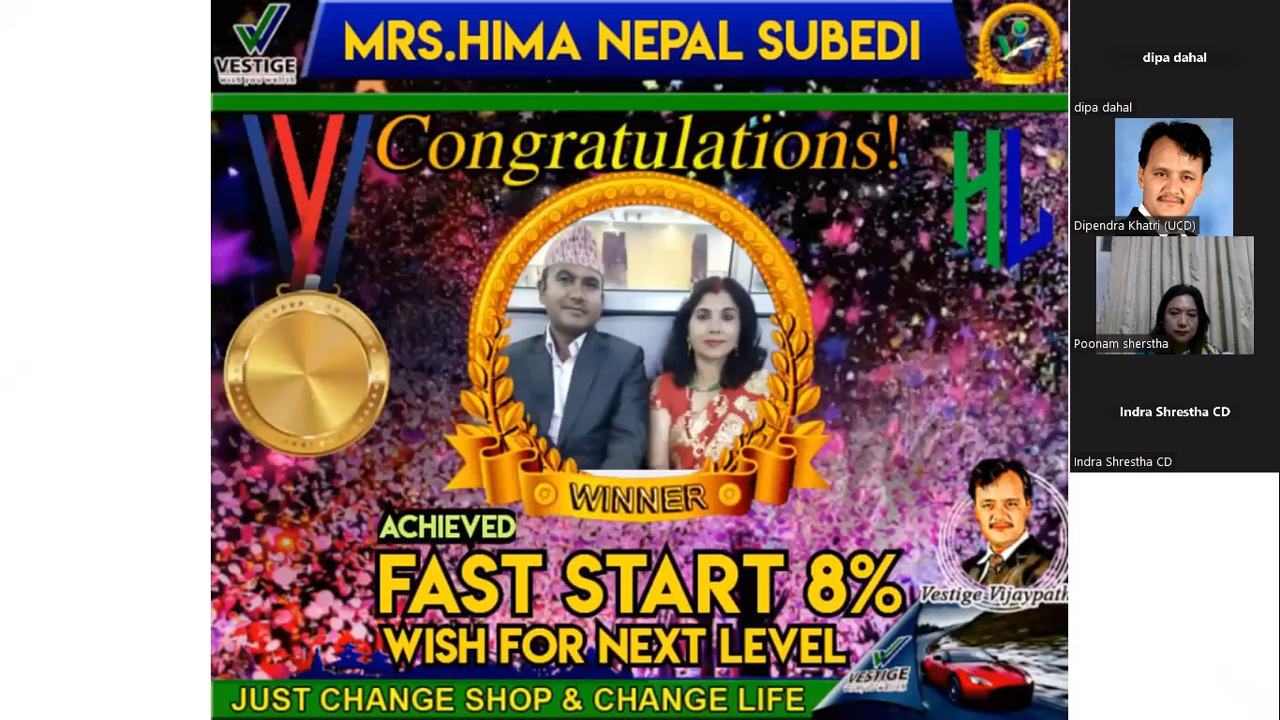 MRS.HIMA NEPAL SUBEDI
VESTIGE
Congratulations!
HL
WINNER
ACHIEVED
FAST START 8%
WISH FOR NEXT LEVEL
Vestige Vijaypath
VESTIGE
JUST CHANGE SHOP & CHANGE LIFE
dipa dahal
dipa dahal
Dipendra Khatri (UCD)
Poonam sherstha
Indra Shrestha CD
Indra Shrestha CD